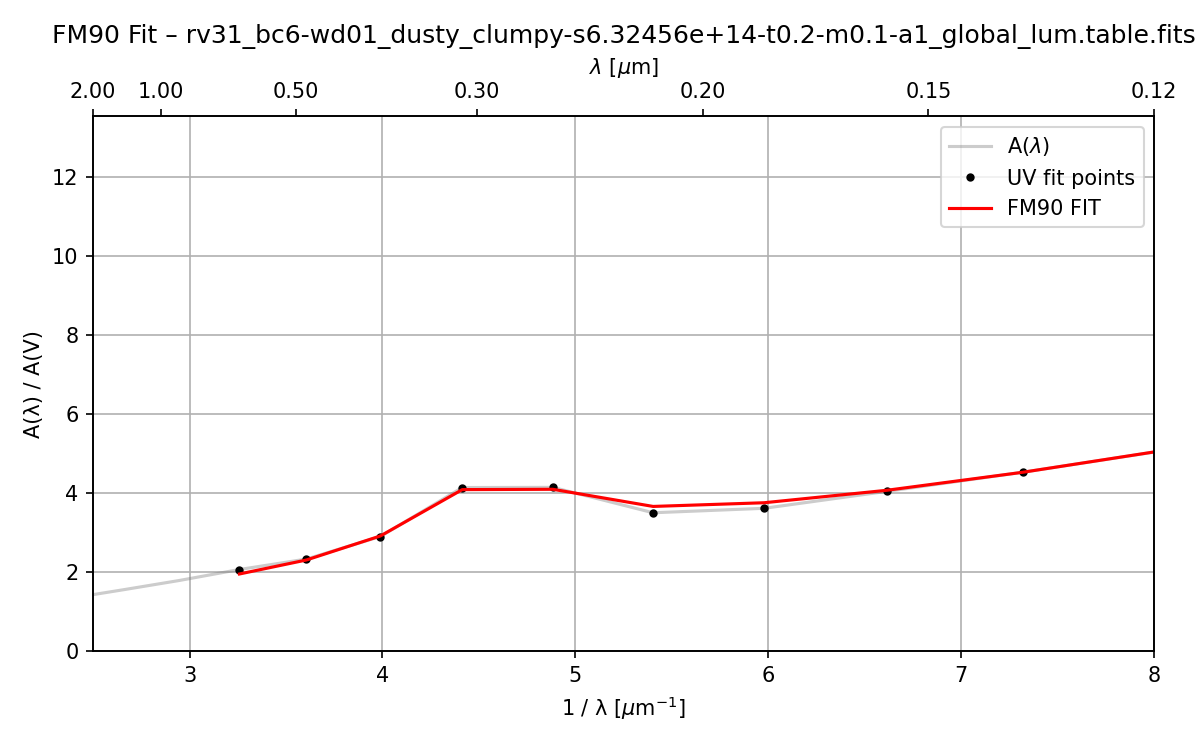 FM90 Fit – rv31_bc6-wd01_dusty_clumpy-s6.32456e+14-t0.2-m0.1-a1_global_lum.table.fits
λ [μm]
2.00 1.00 0.50 0.30 0.20 0.15 0.12
A(λ)
UV fit points
FM90 FIT
A(λ) / A(V)
12
10
8
6
4
2
0
3 4 5 6 7 8
1 / λ [μm⁻¹]